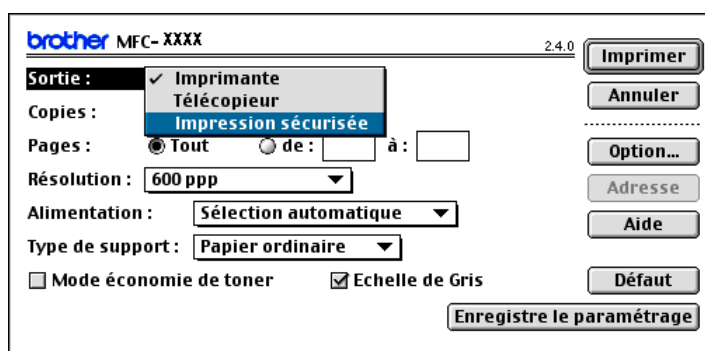 brother MFC-XXXX 2.4.0
Imprimer
Sortie : ✓ Imprimante
Télécopieur
Impression sécurisée
Annuler
Copies :
Pages : Tout de : à :
Option...
Résolution : 600 ppp
Adresse
Alimentation : Sélection automatique
Aide
Type de support : Papier ordinaire
Mode économie de toner Echelle de Gris
Défaut
Enregistre le paramétrage